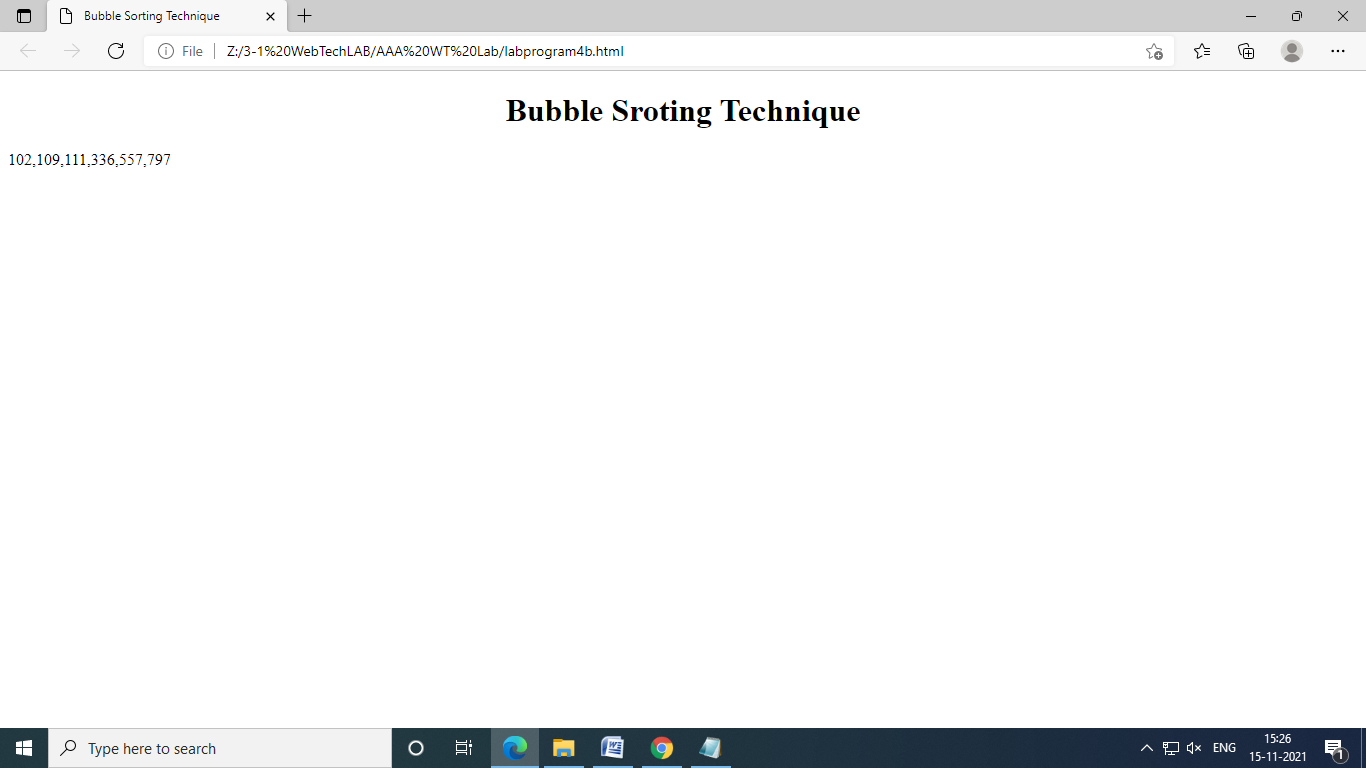 Bubble Sorting Technique
File
Z:/3-1%20WebTechLAB/AAA%20WT%20Lab/labprogram4b.html
Bubble Sroting Technique
102,109,111,336,557,797
Type here to search
ENG
15:26
15-11-2021
1